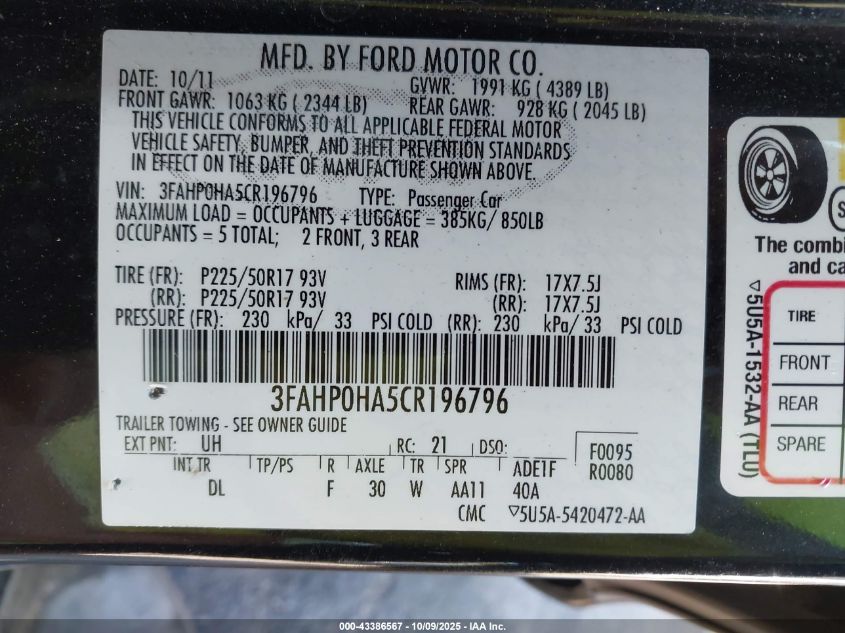 MFD. BY FORD MOTOR CO.
DATE: 10/11 GVWR: 1991 KG ( 4389 LB)
FRONT GAWR: 1063 KG ( 2344 LB) REAR GAWR: 928 KG ( 2045 LB)
THIS VEHICLE CONFORMS TO ALL APPLICABLE FEDERAL MOTOR
VEHICLE SAFETY, BUMPER, AND THEFT PREVENTION STANDARDS
IN EFFECT ON THE DATE OF MANUFACTURE SHOWN ABOVE.
VIN: 3FAHP0HA5CR196796 TYPE: Passenger Car
MAXIMUM LOAD = OCCUPANTS + LUGGAGE = 385KG/ 850LB
OCCUPANTS = 5 TOTAL; 2 FRONT, 3 REAR
TIRE (FR): P225/50R17 93V RIMS (FR): 17X7.5J
(RR): P225/50R17 93V (RR): 17X7.5J
PRESSURE (FR): 230 kPa/ 33 PSI COLD (RR): 230 kPa/ 33 PSI COLD
3FAHP0HA5CR196796
TRAILER TOWING - SEE OWNER GUIDE
EXT PNT: UH RC: 21 DSO: F0095
R0080
INT TR TP/PS R AXLE TR SPR ADE1F
DL F 30 W AA11 40A
CMC ▽5U5A-5420472-AA
The combi
and ca
▽5U5A-1532-AA (TLU)
TIRE
FRONT
REAR
SPARE
000-43386567 - 10/09/2025 - IAA Inc.